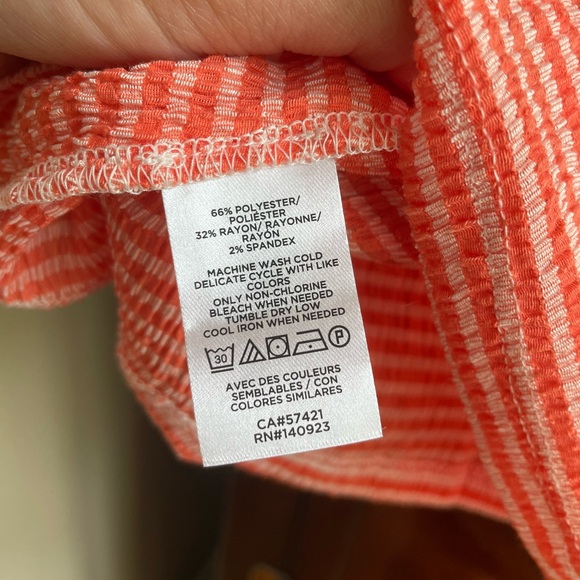 66% POLYESTER/
POLIÉSTER
32% RAYON/ RAYONNE/
RAYÓN
2% SPANDEX
MACHINE WASH COLD
DELICATE CYCLE WITH LIKE
COLORS
ONLY NON-CHLORINE
BLEACH WHEN NEEDED
TUMBLE DRY LOW
COOL IRON WHEN NEEDED
30 P
AVEC DES COULEURS
SEMBLABLES / CON
COLORES SIMILARES
CA#57421
RN#140923